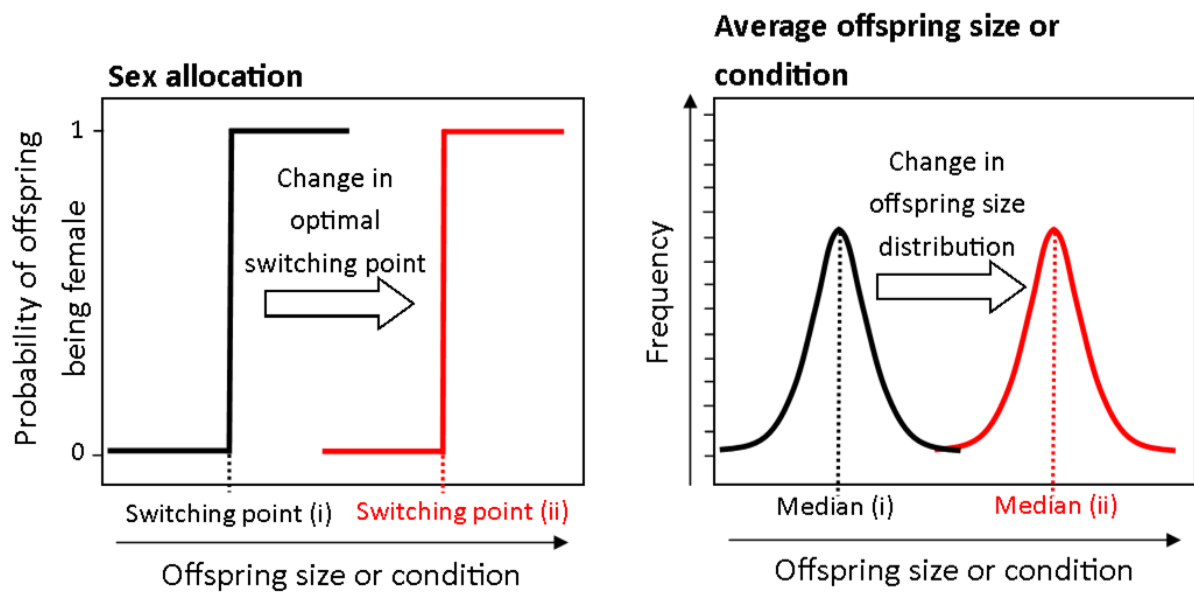 Sex allocation
Probability of offspring
being female
1
0
Change in
optimal
switching point
Switching point (i)
Switching point (ii)
Offspring size or condition
Average offspring size or
condition
Frequency
Change in
offspring size
distribution
Median (i)
Median (ii)
Offspring size or condition